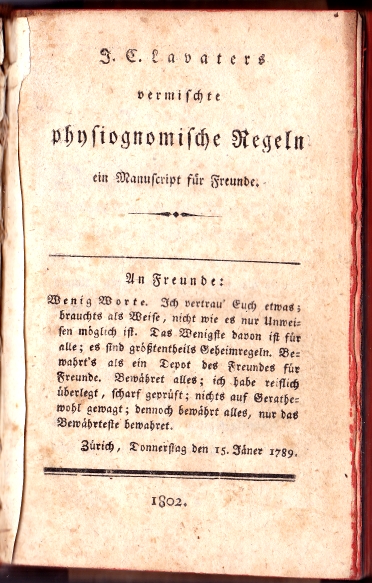 J. C. Lavaters
vermischte
physiognomische Regeln
ein Manuscript für Freunde.
An Freunde:
Wenig Worte. Ich vertrau' Euch etwas;
brauchts als Weise, nicht wie es nur Unwei-
sen möglich ist. Das Wenigste davon ist für
alle; es sind größtentheils Geheimregeln. Be-
wahrt's als ein Depot des Freundes für
Freunde. Bewähret alles; ich habe reiflich
überlegt, scharf geprüft; nichts auf Gerathe-
wohl gewagt; dennoch bewährt alles, nur das
Bewährteste bewahret.
Zürich, Donnerstag den 15. Jäner 1789.
1802.